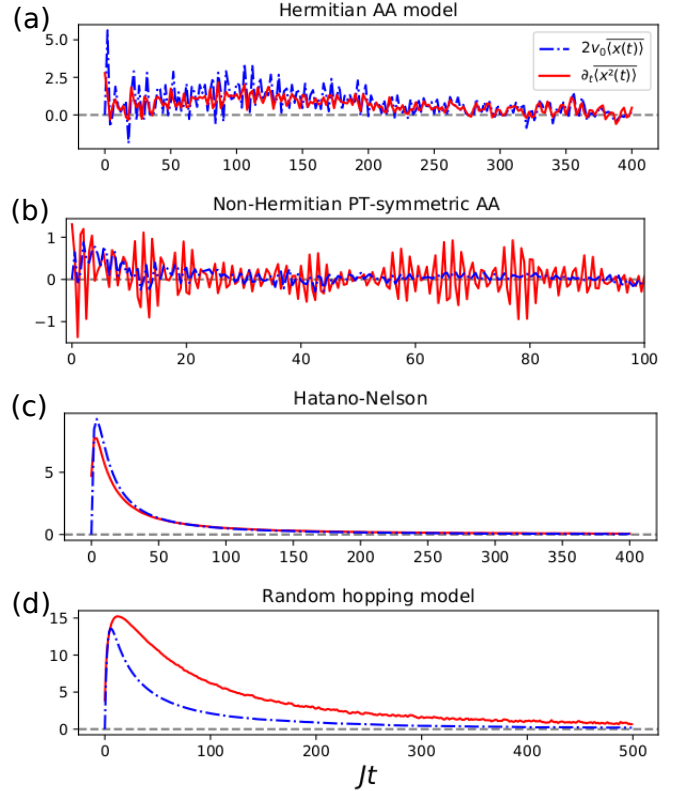 (a)
Hermitian AA model
2v₀⟨x(t)⟩
∂ₜ⟨x²(t)⟩
5.0
2.5
0.0
0 50 100 150 200 250 300 350 400
(b)
Non-Hermitian PT-symmetric AA
1
0
−1
0 20 40 60 80 100
(c)
Hatano-Nelson
5
0
0 50 100 150 200 250 300 350 400
(d)
Random hopping model
15
10
5
0
0 100 200 300 400 500
Jt